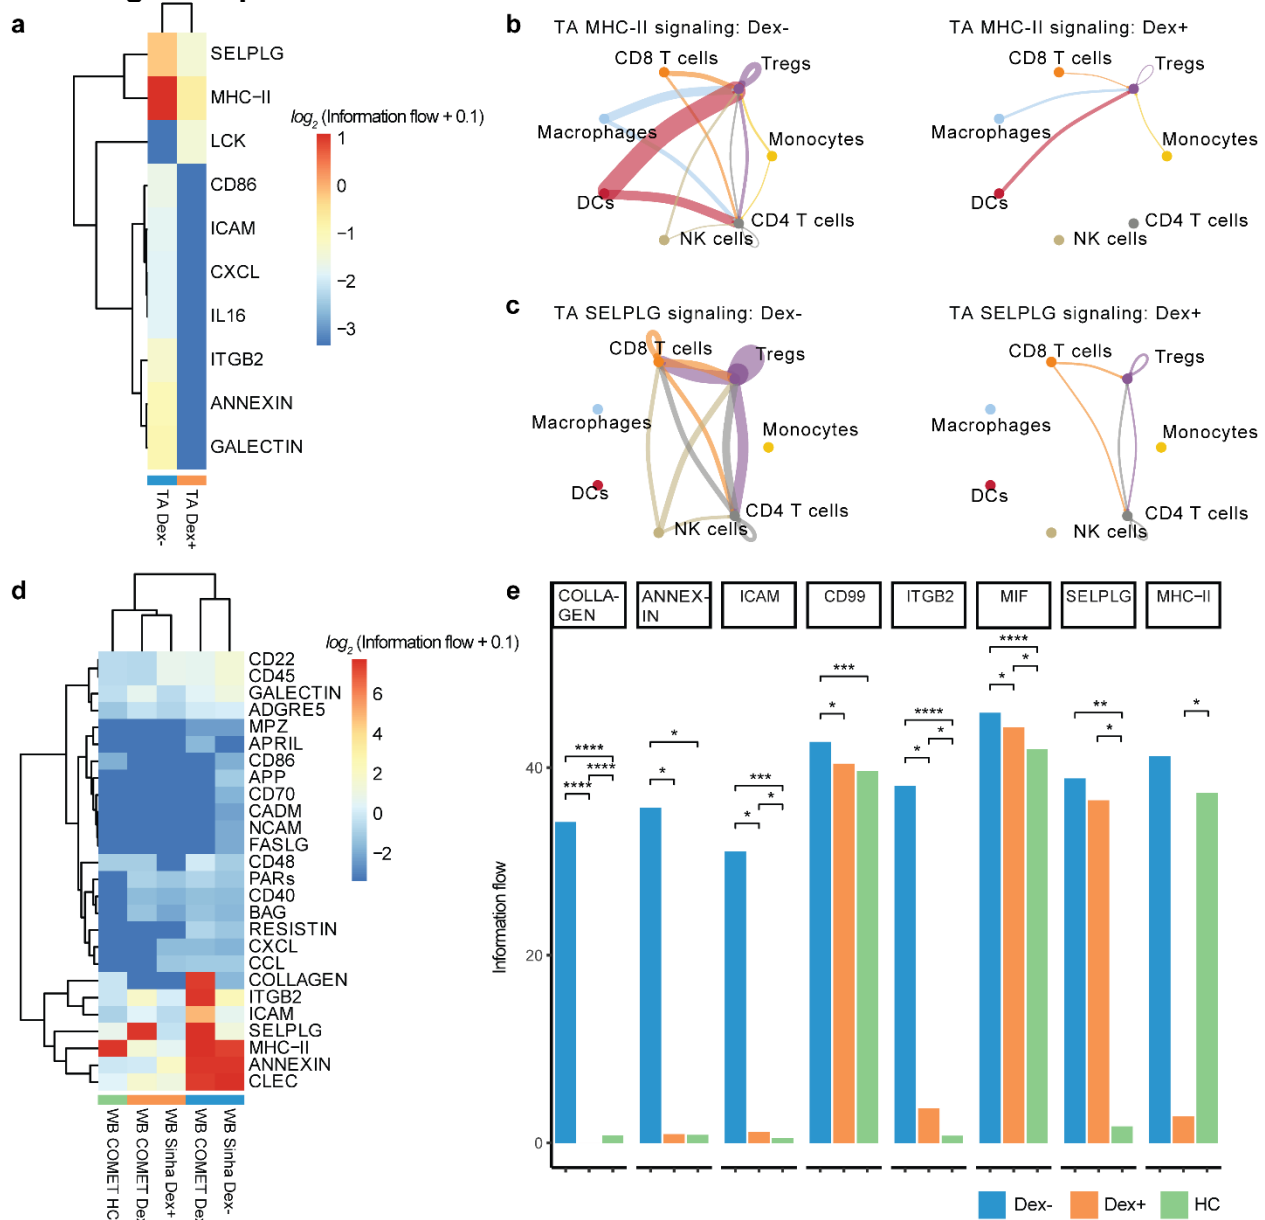 a
SELPLG
MHC-II
LCK
CD86
ICAM
CXCL
IL16
ITGB2
ANNEXIN
GALECTIN
log2 (Information flow + 0.1)
1
0
−1
−2
−3
TA Dex-
TA Dex+
b
TA MHC-II signaling: Dex-
CD8 T cells
Tregs
Macrophages
Monocytes
DCs
CD4 T cells
NK cells
TA MHC-II signaling: Dex+
CD8 T cells
Tregs
Macrophages
Monocytes
DCs
CD4 T cells
NK cells
c
TA SELPLG signaling: Dex-
CD8 T cells
Tregs
Macrophages
Monocytes
DCs
CD4 T cells
NK cells
TA SELPLG signaling: Dex+
CD8 T cells
Tregs
Macrophages
Monocytes
DCs
CD4 T cells
NK cells
d
log2 (Information flow + 0.1)
6
4
2
0
−2
CD22
CD45
GALECTIN
ADGRE5
MPZ
APRIL
CD86
APP
CD70
CADM
NCAM
FASLG
CD48
PARs
CD40
BAG
RESISTIN
CXCL
CCL
COLLAGEN
ITGB2
ICAM
SELPLG
MHC-II
ANNEXIN
CLEC
WB COMET HC
WB COMET Dex
WB Sinha Dex+
WB COMET Dex
WB Sinha Dex-
e
COLLA-
GEN
ANNEX-
IN
ICAM
CD99
ITGB2
MIF
SELPLG
MHC-II
****
****
****
*
*
***
*
*
***
*
****
*
*
****
*
*
**
*
*
Information flow
40
20
0
Dex-
Dex+
HC